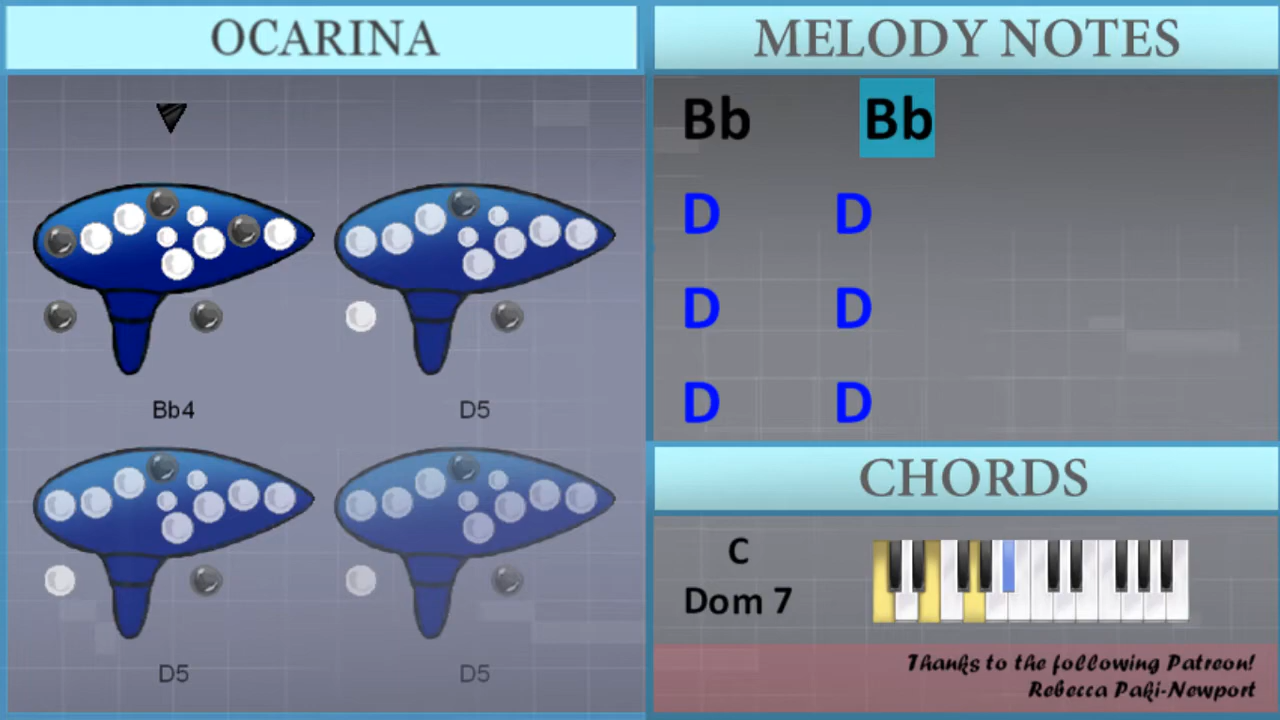 OCARINA
Bb4
D5
D5
D5
MELODY NOTES
Bb Bb
D D
D D
D D
CHORDS
C
Dom 7
Thanks to the following Patreon!
Rebecca Paki-Newport